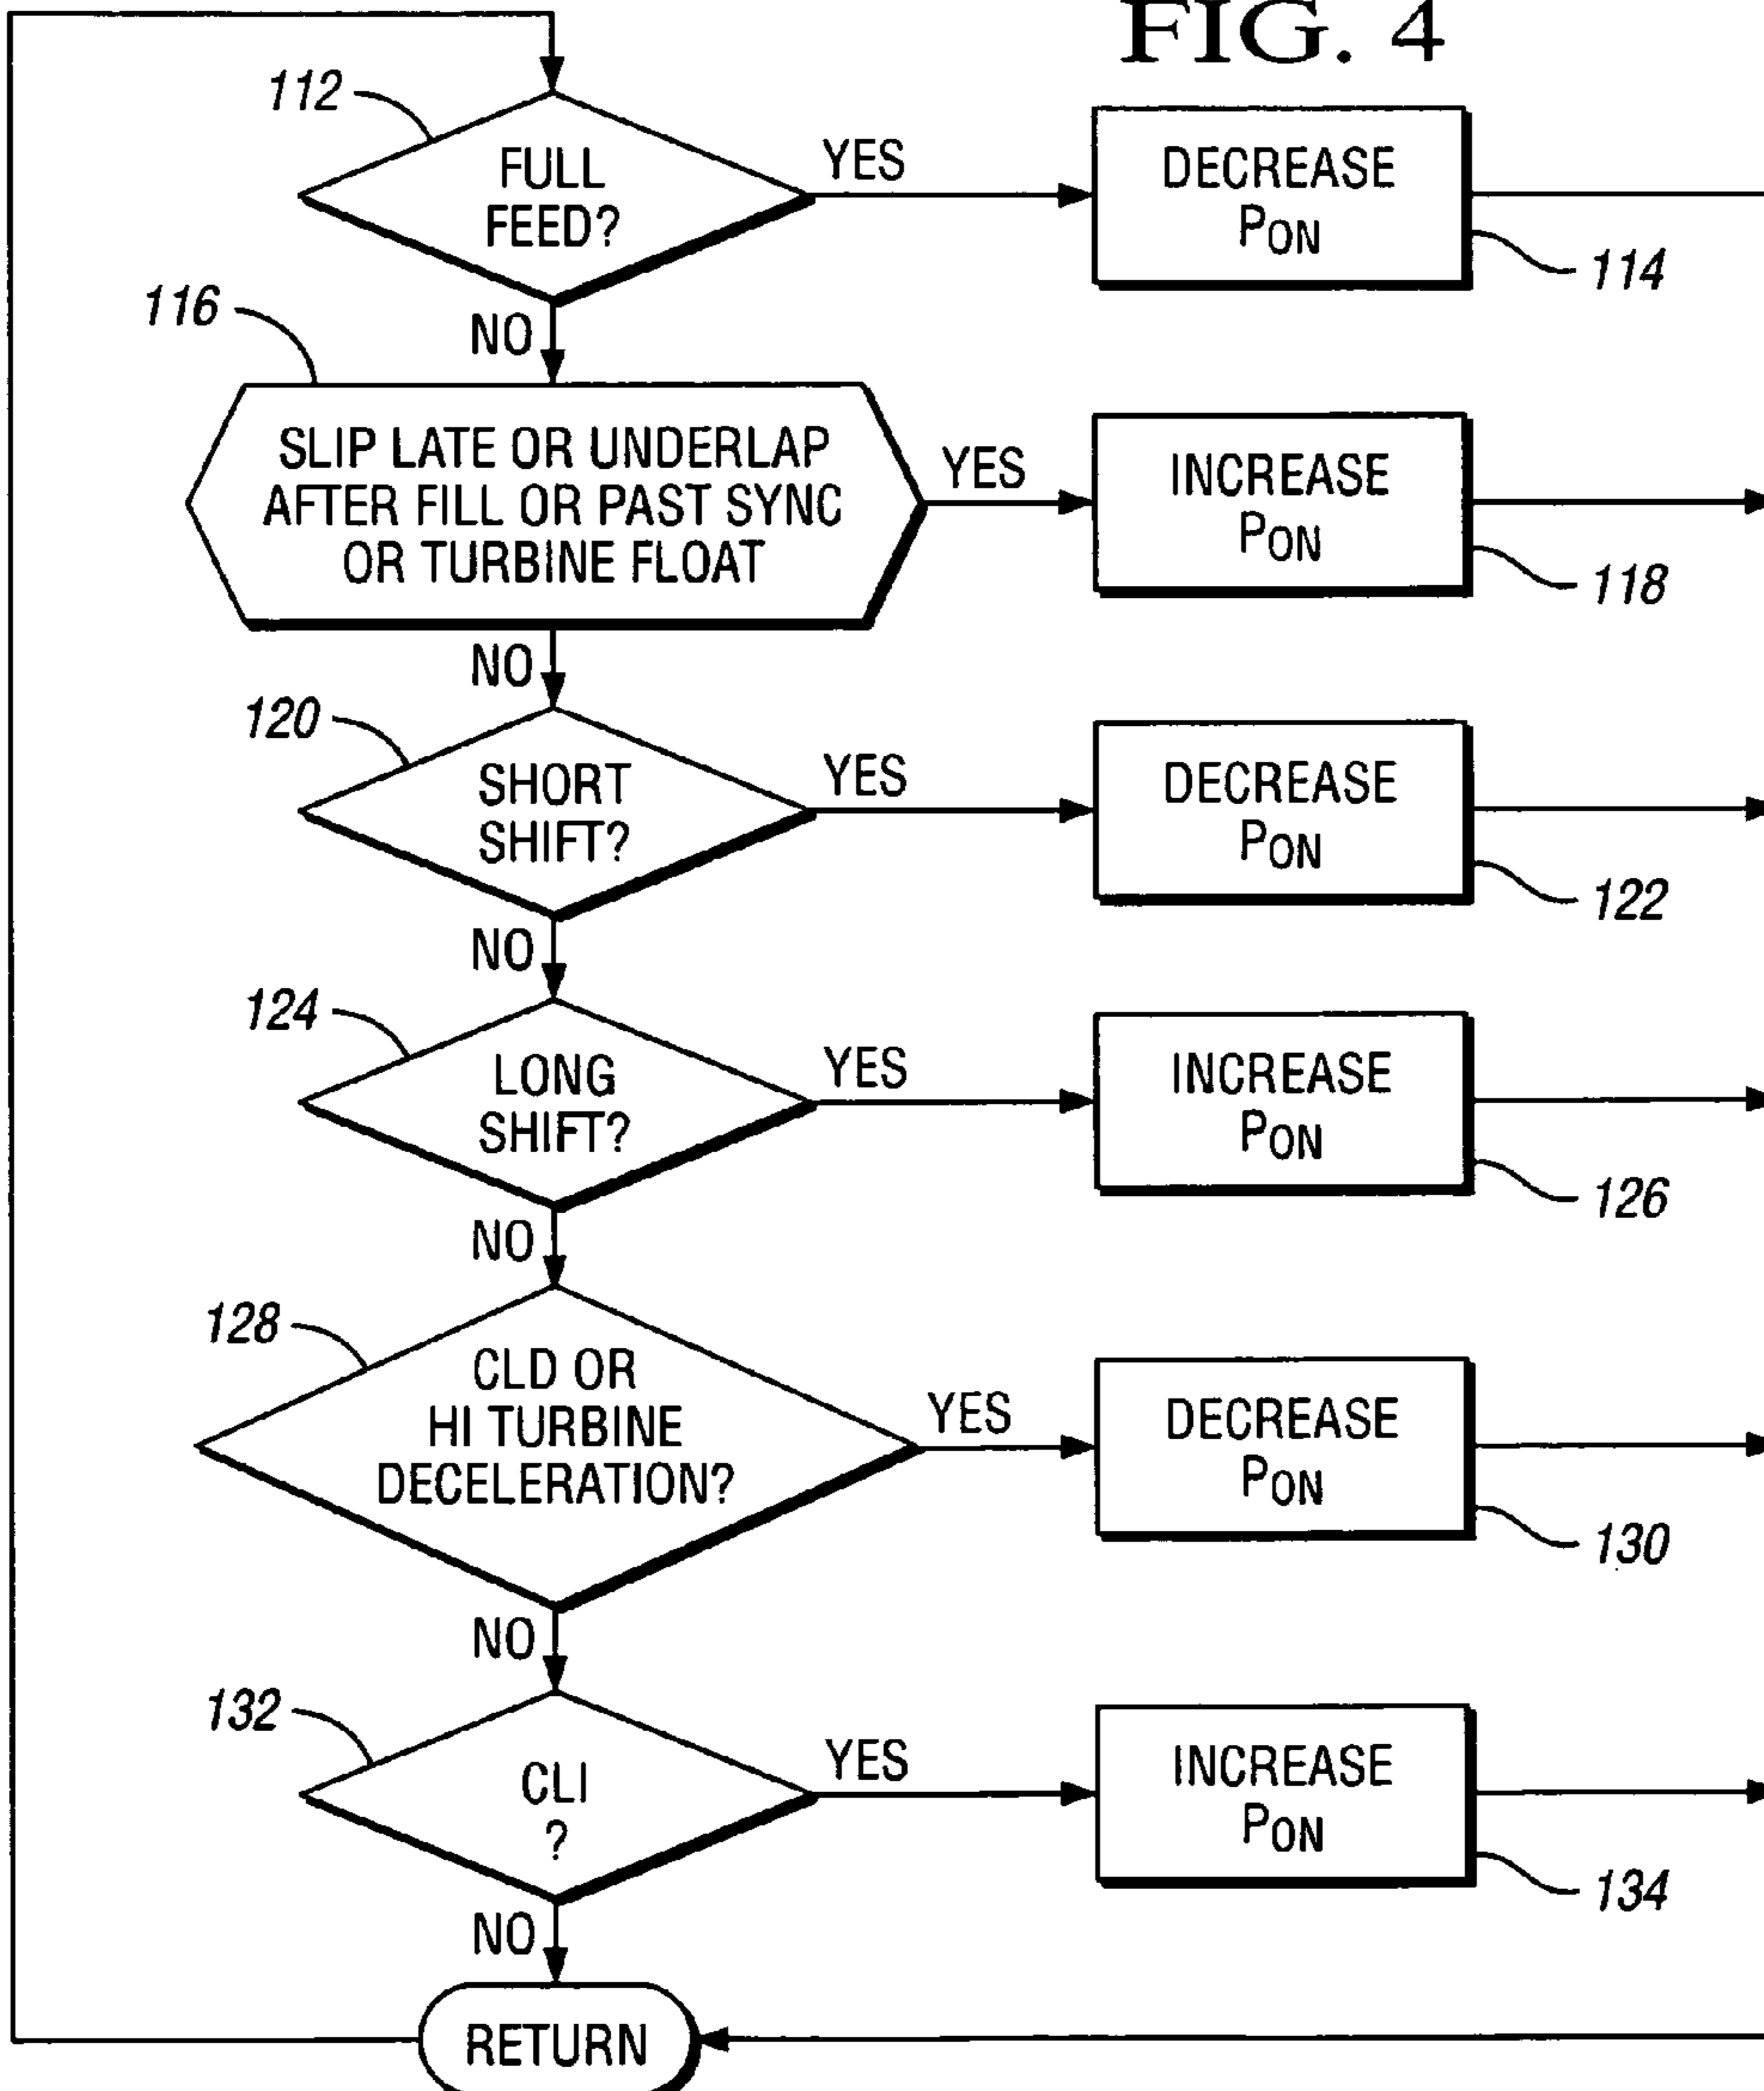 FIG. 4
112
FULL
FEED?
YES
DECREASE
PON
114
NO
116
SLIP LATE OR UNDERLAP
AFTER FILL OR PAST SYNC
OR TURBINE FLOAT
YES
INCREASE
PON
118
NO
120
SHORT
SHIFT?
YES
DECREASE
PON
122
NO
124
LONG
SHIFT?
YES
INCREASE
PON
126
NO
128
CLD OR
HI TURBINE
DECELERATION?
YES
DECREASE
PON
130
NO
132
CLI
?
YES
INCREASE
PON
134
NO
RETURN